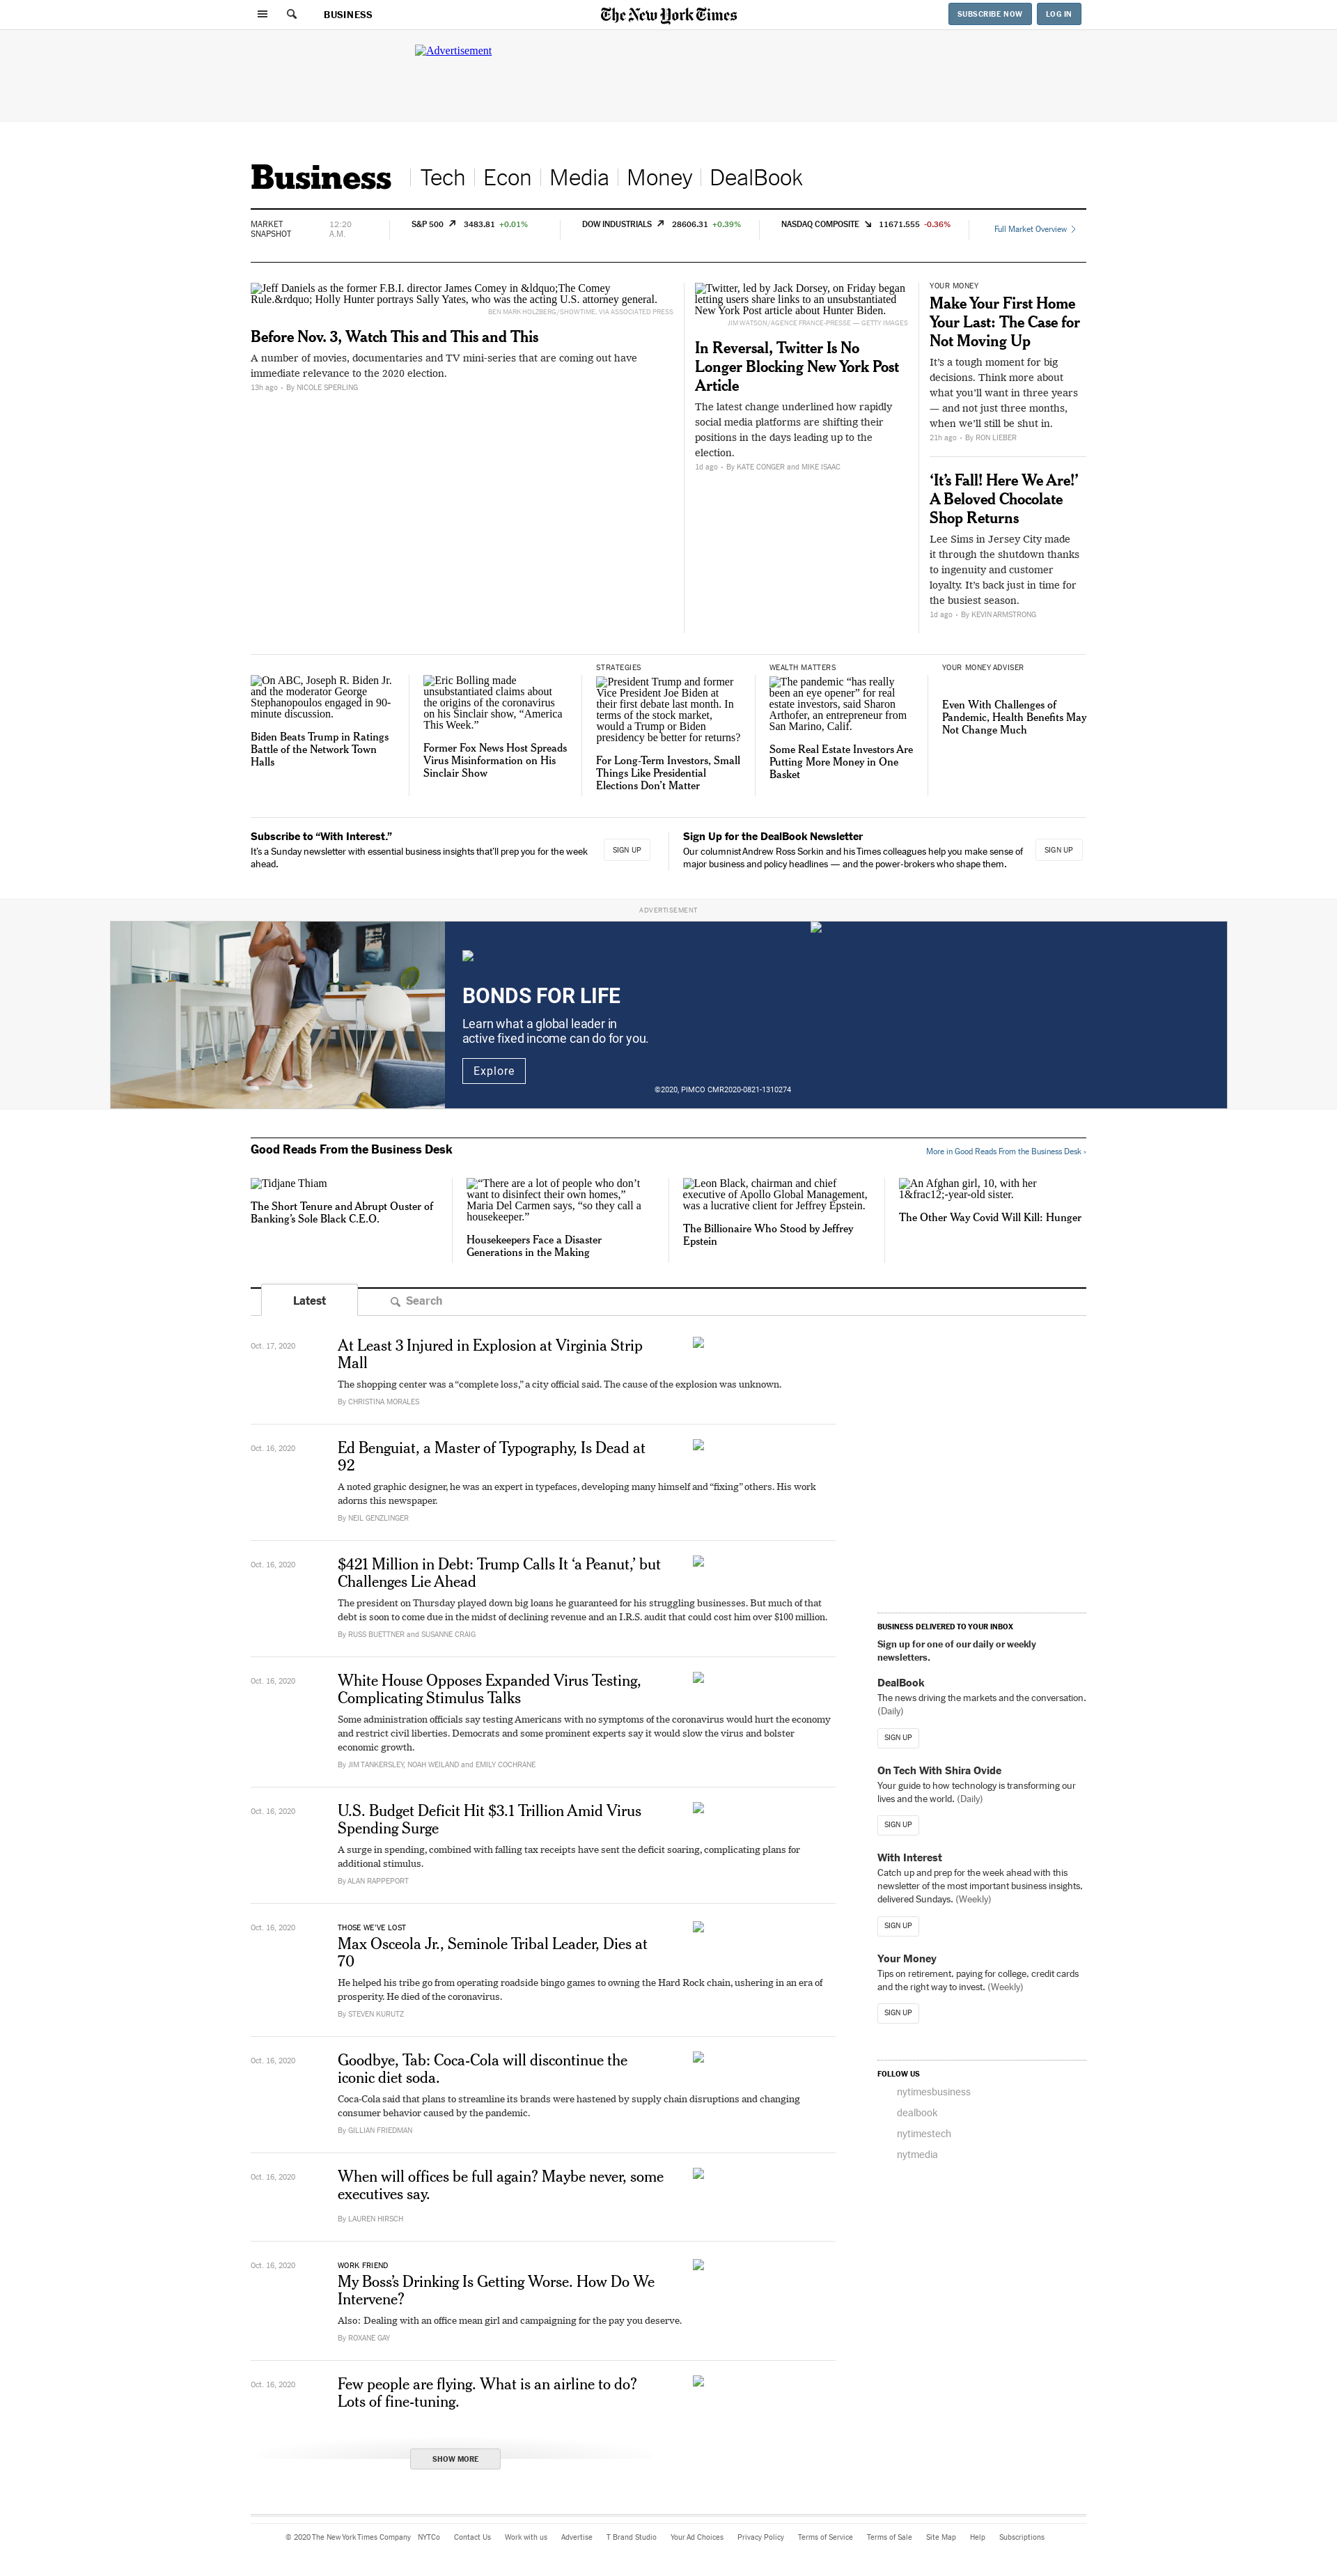 BUSINESS
The New York Times
SUBSCRIBE NOW
LOG IN
Advertisement
Business
Tech
Econ
Media
Money
DealBook
MARKET
SNAPSHOT
12:20
A.M.
S&P 500 3483.81 +0.01%
DOW INDUSTRIALS 28606.31 +0.39%
NASDAQ COMPOSITE 11671.555 -0.36%
Full Market Overview
Jeff Daniels as the former F.B.I. director James Comey in &ldquo;The Comey
Rule.&rdquo; Holly Hunter portrays Sally Yates, who was the acting U.S. attorney general.
BEN MARK HOLZBERG/SHOWTIME, VIA ASSOCIATED PRESS
Before Nov. 3, Watch This and This and This
A number of movies, documentaries and TV mini-series that are coming out have
immediate relevance to the 2020 election.
13h ago • By NICOLE SPERLING
Twitter, led by Jack Dorsey, on Friday began
letting users share links to an unsubstantiated
New York Post article about Hunter Biden.
JIM WATSON/AGENCE FRANCE-PRESSE — GETTY IMAGES
In Reversal, Twitter Is No
Longer Blocking New York Post
Article
The latest change underlined how rapidly
social media platforms are shifting their
positions in the days leading up to the
election.
1d ago • By KATE CONGER and MIKE ISAAC
YOUR MONEY
Make Your First Home
Your Last: The Case for
Not Moving Up
It’s a tough moment for big
decisions. Think more about
what you’ll want in three years
— and not just three months,
when we’ll still be shut in.
21h ago • By RON LIEBER
‘It’s Fall! Here We Are!’
A Beloved Chocolate
Shop Returns
Lee Sims in Jersey City made
it through the shutdown thanks
to ingenuity and customer
loyalty. It’s back just in time for
the busiest season.
1d ago • By KEVIN ARMSTRONG
On ABC, Joseph R. Biden Jr.
and the moderator George
Stephanopoulos engaged in 90-
minute discussion.
Biden Beats Trump in Ratings
Battle of the Network Town
Halls
Eric Bolling made
unsubstantiated claims about
the origins of the coronavirus
on his Sinclair show, “America
This Week.”
Former Fox News Host Spreads
Virus Misinformation on His
Sinclair Show
STRATEGIES
President Trump and former
Vice President Joe Biden at
their first debate last month. In
terms of the stock market,
would a Trump or Biden
presidency be better for returns?
For Long-Term Investors, Small
Things Like Presidential
Elections Don’t Matter
WEALTH MATTERS
The pandemic “has really
been an eye opener” for real
estate investors, said Sharon
Arthofer, an entrepreneur from
San Marino, Calif.
Some Real Estate Investors Are
Putting More Money in One
Basket
YOUR MONEY ADVISER
Even With Challenges of
Pandemic, Health Benefits May
Not Change Much
Subscribe to “With Interest.”
It’s a Sunday newsletter with essential business insights that’ll prep you for the week
ahead.
SIGN UP
Sign Up for the DealBook Newsletter
Our columnist Andrew Ross Sorkin and his Times colleagues help you make sense of
major business and policy headlines — and the power-brokers who shape them.
SIGN UP
ADVERTISEMENT
BONDS FOR LIFE
Learn what a global leader in
active fixed income can do for you.
Explore
©2020, PIMCO CMR2020-0821-1310274
Good Reads From the Business Desk
More in Good Reads From the Business Desk ›
Tidjane Thiam
The Short Tenure and Abrupt Ouster of
Banking’s Sole Black C.E.O.
“There are a lot of people who don’t
want to disinfect their own homes,”
Maria Del Carmen says, “so they call a
housekeeper.”
Housekeepers Face a Disaster
Generations in the Making
Leon Black, chairman and chief
executive of Apollo Global Management,
was a lucrative client for Jeffrey Epstein.
The Billionaire Who Stood by Jeffrey
Epstein
An Afghan girl, 10, with her
1&frac12;-year-old sister.
The Other Way Covid Will Kill: Hunger
Latest
Search
Oct. 17, 2020
At Least 3 Injured in Explosion at Virginia Strip
Mall
The shopping center was a “complete loss,” a city official said. The cause of the explosion was unknown.
By CHRISTINA MORALES
Oct. 16, 2020
Ed Benguiat, a Master of Typography, Is Dead at
92
A noted graphic designer, he was an expert in typefaces, developing many himself and “fixing” others. His work
adorns this newspaper.
By NEIL GENZLINGER
Oct. 16, 2020
$421 Million in Debt: Trump Calls It ‘a Peanut,’ but
Challenges Lie Ahead
The president on Thursday played down big loans he guaranteed for his struggling businesses. But much of that
debt is soon to come due in the midst of declining revenue and an I.R.S. audit that could cost him over $100 million.
By RUSS BUETTNER and SUSANNE CRAIG
Oct. 16, 2020
White House Opposes Expanded Virus Testing,
Complicating Stimulus Talks
Some administration officials say testing Americans with no symptoms of the coronavirus would hurt the economy
and restrict civil liberties. Democrats and some prominent experts say it would slow the virus and bolster
economic growth.
By JIM TANKERSLEY, NOAH WEILAND and EMILY COCHRANE
Oct. 16, 2020
U.S. Budget Deficit Hit $3.1 Trillion Amid Virus
Spending Surge
A surge in spending, combined with falling tax receipts have sent the deficit soaring, complicating plans for
additional stimulus.
By ALAN RAPPEPORT
Oct. 16, 2020
THOSE WE’VE LOST
Max Osceola Jr., Seminole Tribal Leader, Dies at
70
He helped his tribe go from operating roadside bingo games to owning the Hard Rock chain, ushering in an era of
prosperity. He died of the coronavirus.
By STEVEN KURUTZ
Oct. 16, 2020
Goodbye, Tab: Coca-Cola will discontinue the
iconic diet soda.
Coca-Cola said that plans to streamline its brands were hastened by supply chain disruptions and changing
consumer behavior caused by the pandemic.
By GILLIAN FRIEDMAN
Oct. 16, 2020
When will offices be full again? Maybe never, some
executives say.
By LAUREN HIRSCH
Oct. 16, 2020
WORK FRIEND
My Boss’s Drinking Is Getting Worse. How Do We
Intervene?
Also: Dealing with an office mean girl and campaigning for the pay you deserve.
By ROXANE GAY
Oct. 16, 2020
Few people are flying. What is an airline to do?
Lots of fine-tuning.
SHOW MORE
BUSINESS DELIVERED TO YOUR INBOX
Sign up for one of our daily or weekly
newsletters.
DealBook
The news driving the markets and the conversation.
(Daily)
SIGN UP
On Tech With Shira Ovide
Your guide to how technology is transforming our
lives and the world. (Daily)
SIGN UP
With Interest
Catch up and prep for the week ahead with this
newsletter of the most important business insights,
delivered Sundays. (Weekly)
SIGN UP
Your Money
Tips on retirement, paying for college, credit cards
and the right way to invest. (Weekly)
SIGN UP
FOLLOW US
nytimesbusiness
dealbook
nytimestech
nytmedia
© 2020 The New York Times Company NYTCo Contact Us Work with us Advertise T Brand Studio Your Ad Choices Privacy Policy Terms of Service Terms of Sale Site Map Help Subscriptions